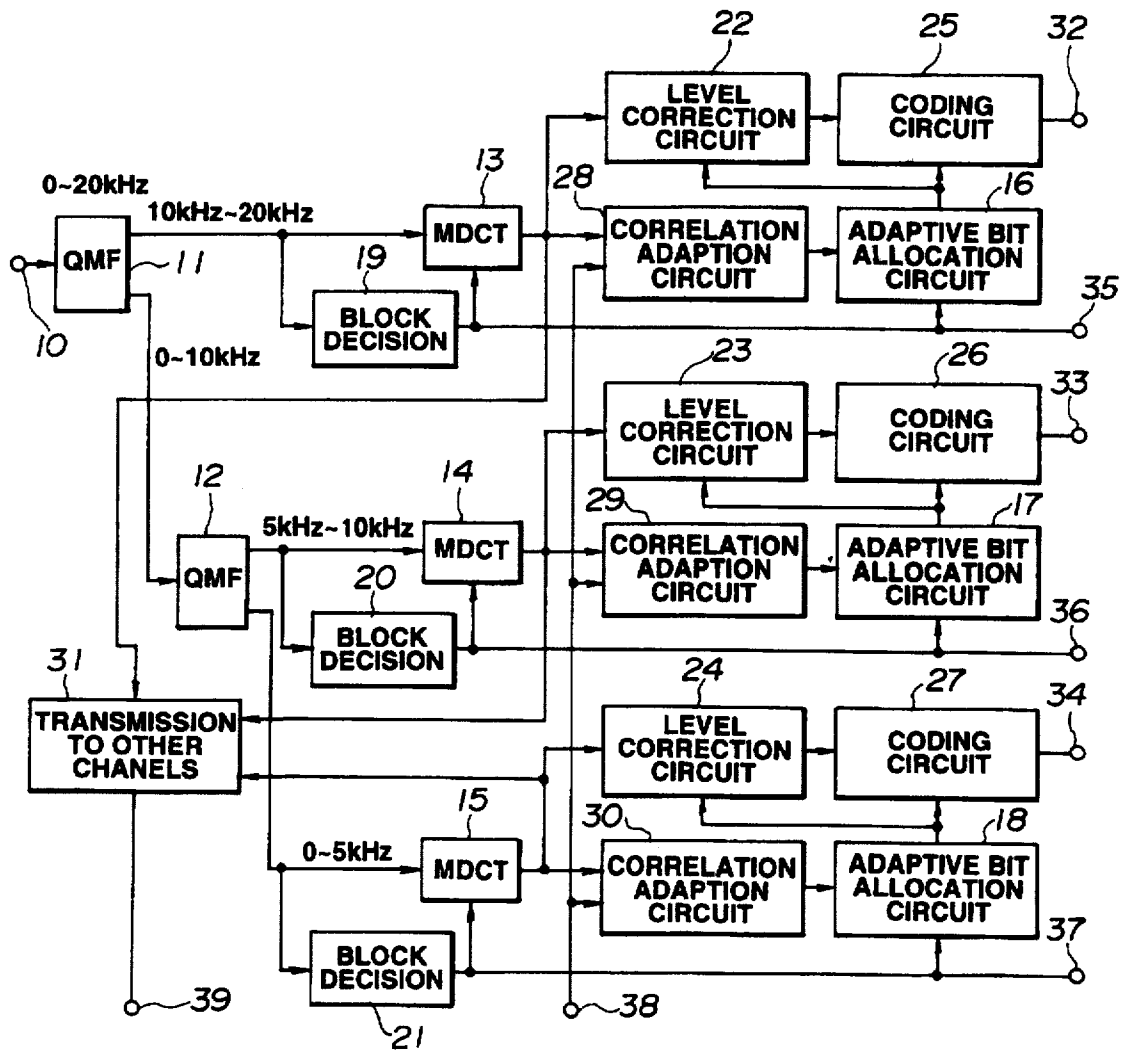 22
25
32
LEVEL
CORRECTION
CIRCUIT
CODING
CIRCUIT
13
0~20kHz
10kHz~20kHz
28
16
QMF
11
MDCT
CORRELATION
ADAPTION
CIRCUIT
ADAPTIVE BIT
ALLOCATION
CIRCUIT
10
19
BLOCK
DECISION
35
0~10kHz
23
26
33
LEVEL
CORRECTION
CIRCUIT
CODING
CIRCUIT
12
14
29
17
5kHz~10kHz
QMF
MDCT
CORRELATION
ADAPTION
CIRCUIT
ADAPTIVE BIT
ALLOCATION
CIRCUIT
20
BLOCK
DECISION
36
31
24
27
34
TRANSMISSION
TO OTHER
CHANELS
LEVEL
CORRECTION
CIRCUIT
CODING
CIRCUIT
15
30
18
0~5kHz
MDCT
CORRELATION
ADAPTION
CIRCUIT
ADAPTIVE BIT
ALLOCATION
CIRCUIT
BLOCK
DECISION
37
21
39
38